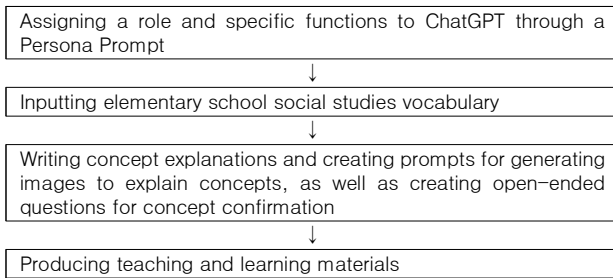 Assigning a role and specific functions to ChatGPT through a
Persona Prompt
↓
Inputting elementary school social studies vocabulary
↓
Writing concept explanations and creating prompts for generating
images to explain concepts, as well as creating open-ended
questions for concept confirmation
↓
Producing teaching and learning materials